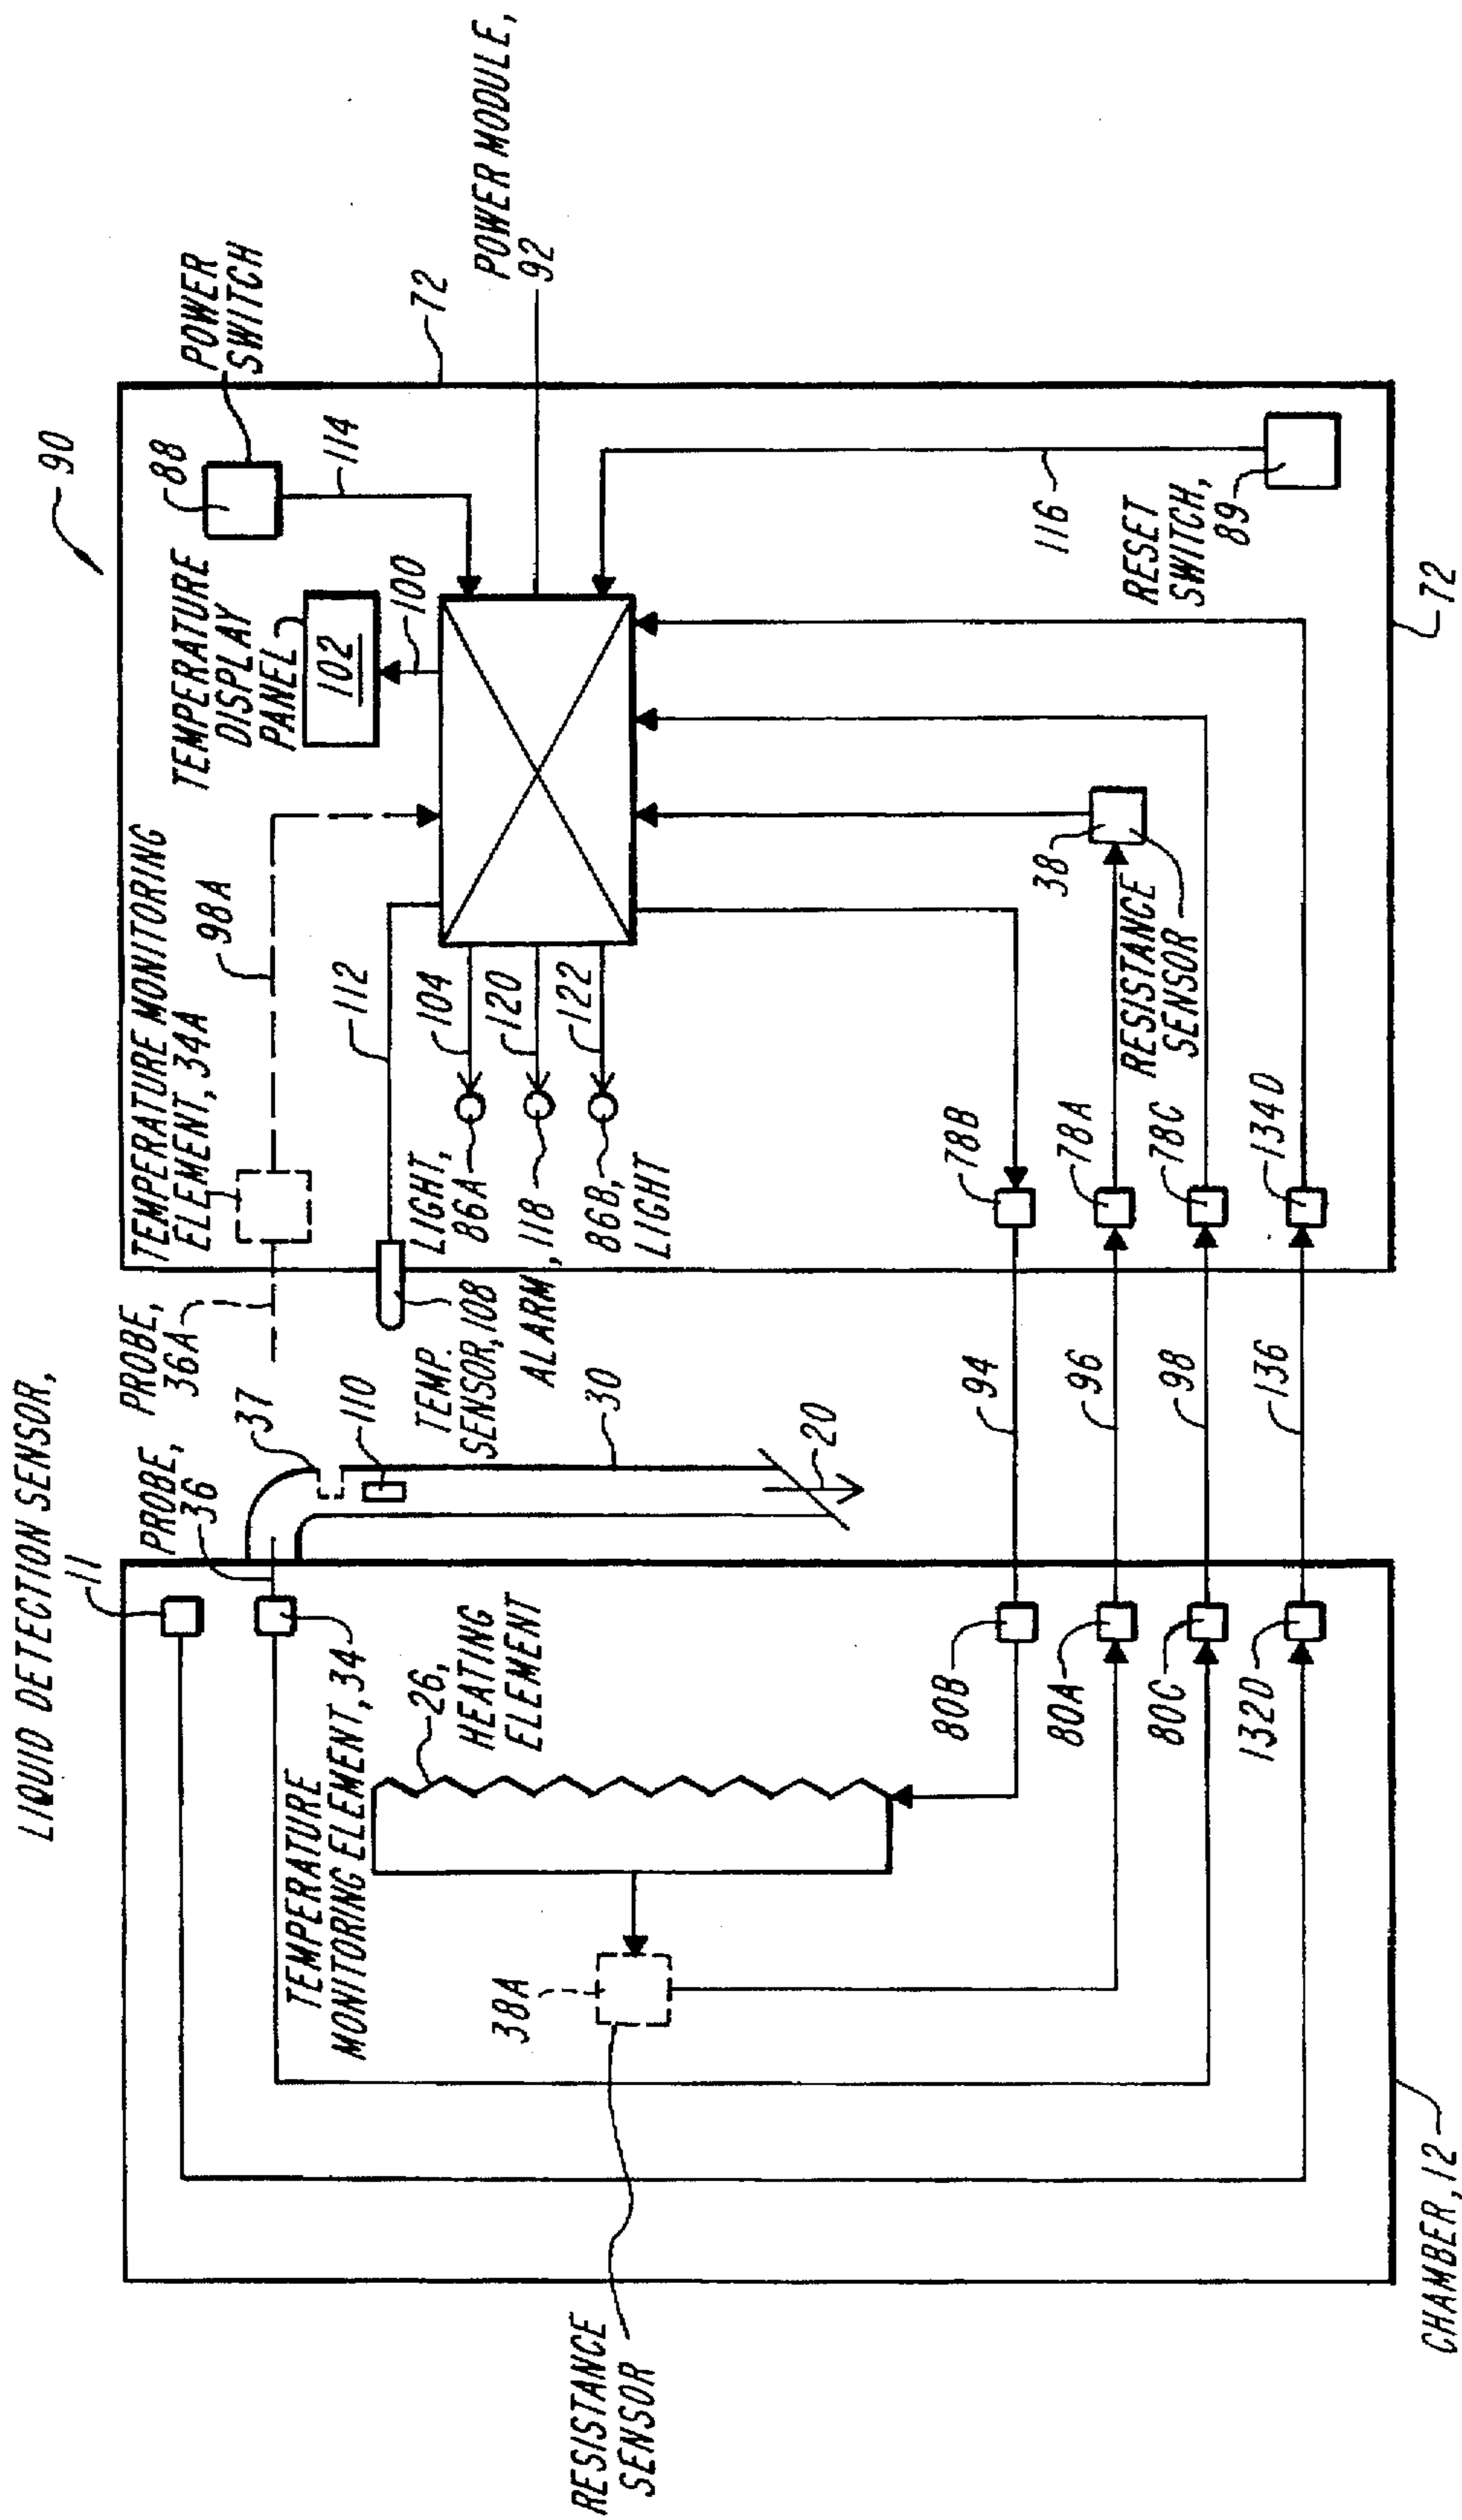 90
LIQUID DETECTION SENSOR,
11
PROBE,
36
PROBE,
36A
37
110
TEMPERATURE MONITORING
ELEMENT, 34A
98A
TEMPERATURE
DISPLAY
PANEL
102
100
88
POWER
SWITCH
114
72
POWER MODULE,
92
112
104
120
122
LIGHT,
86A
ALARM, 118
86B,
LIGHT
TEMP.
SENSOR, 108
30
20
TEMPERATURE
MONITORING ELEMENT, 34
26,
HEATING
ELEMENT
38A
RESISTANCE
SENSOR
80B
80A
80C
132D
94
96
98
136
78B
78A
78C
134D
38
RESISTANCE
SENSOR
116
RESET
SWITCH,
89
72
CHAMBER, 12